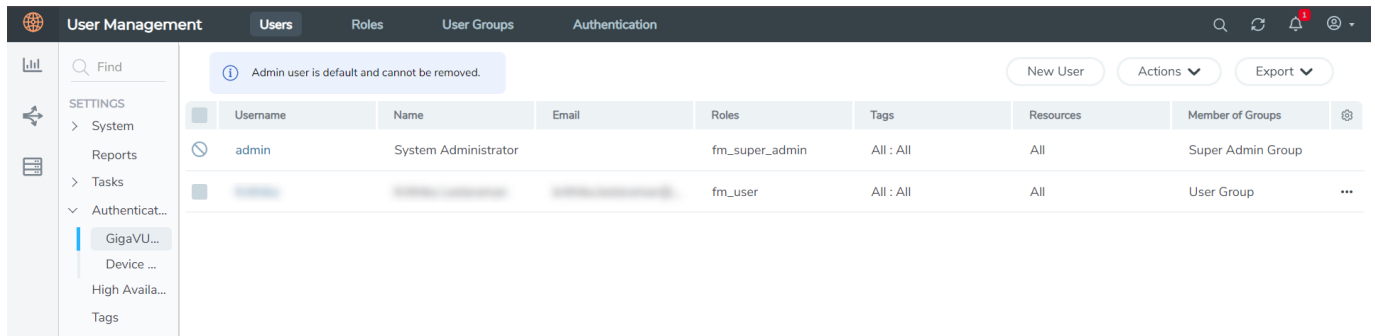 User Management Users Roles User Groups Authentication 1
Find
Admin user is default and cannot be removed. New User Actions Export
SETTINGS
System
Reports
Tasks
Authenticat...
GigaVU...
Device ...
High Availa...
Tags
Username Name Email Roles Tags Resources Member of Groups
admin System Administrator fm_super_admin All : All All Super Admin Group
fm_user All : All All User Group